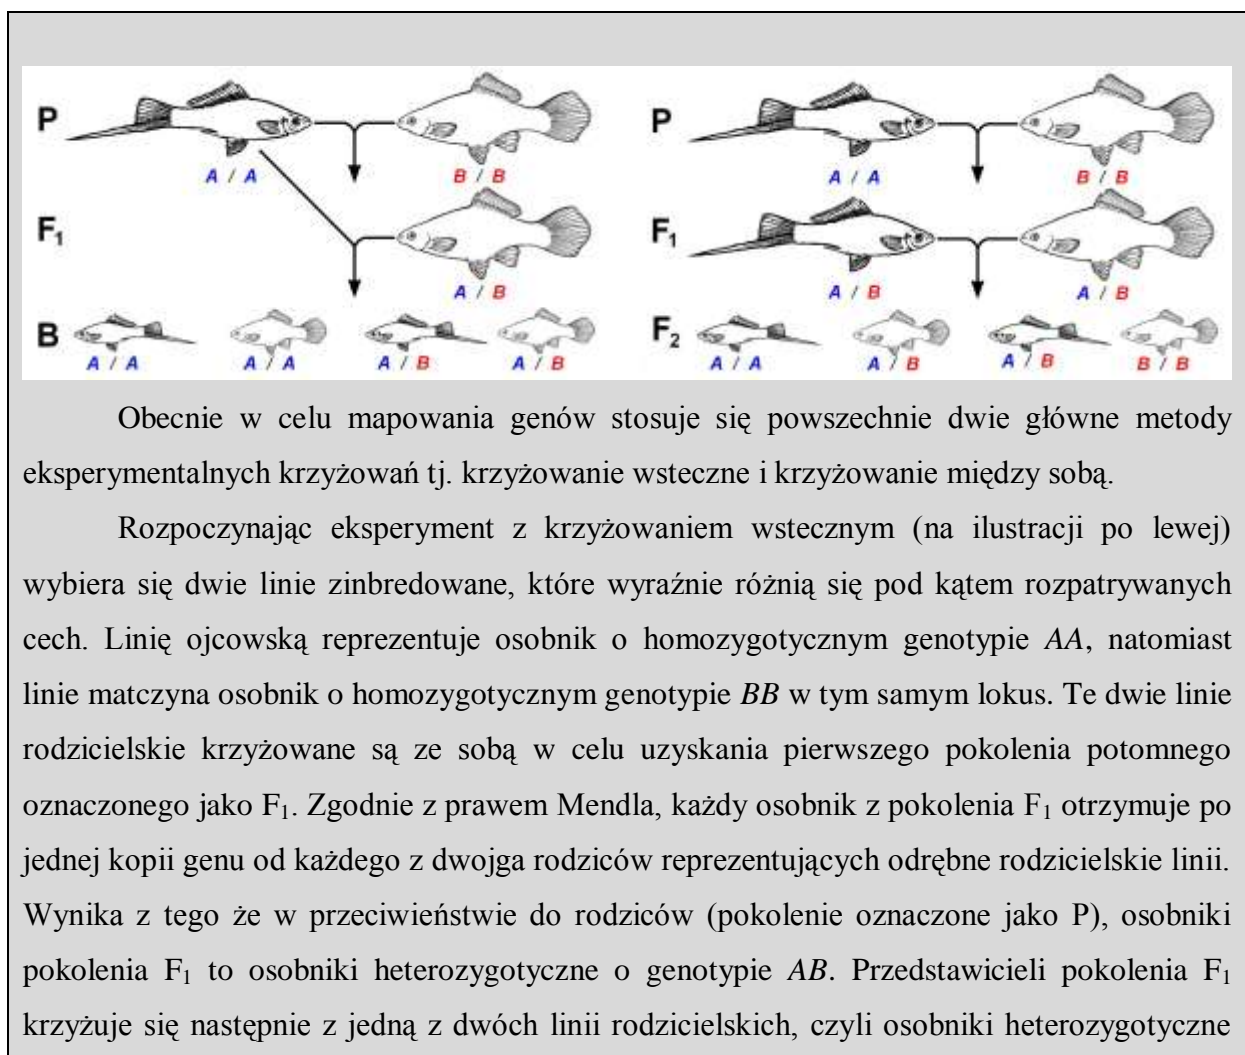 P P
A / A B / B A / A B / B
F₁ F₁
A / B A / B A / B
B F₂
A / A A / A A / B A / B A / A A / B A / B B / B
Obecnie w celu mapowania genów stosuje się powszechnie dwie główne metody
eksperymentalnych krzyżowań tj. krzyżowanie wsteczne i krzyżowanie między sobą.
Rozpoczynając eksperyment z krzyżowaniem wstecznym (na ilustracji po lewej)
wybiera się dwie linie zinbredowane, które wyraźnie różnią się pod kątem rozpatrywanych
cech. Linię ojcowską reprezentuje osobnik o homozygotycznym genotypie AA, natomiast
linie matczyna osobnik o homozygotycznym genotypie BB w tym samym lokus. Te dwie linie
rodzicielskie krzyżowane są ze sobą w celu uzyskania pierwszego pokolenia potomnego
oznaczonego jako F₁. Zgodnie z prawem Mendla, każdy osobnik z pokolenia F₁ otrzymuje po
jednej kopii genu od każdego z dwojga rodziców reprezentujących odrębne rodzicielskie linii.
Wynika z tego że w przeciwieństwie do rodziców (pokolenie oznaczone jako P), osobniki
pokolenia F₁ to osobniki heterozygotyczne o genotypie AB. Przedstawicieli pokolenia F₁
krzyżuje się następnie z jedną z dwóch linii rodzicielskich, czyli osobniki heterozygotyczne